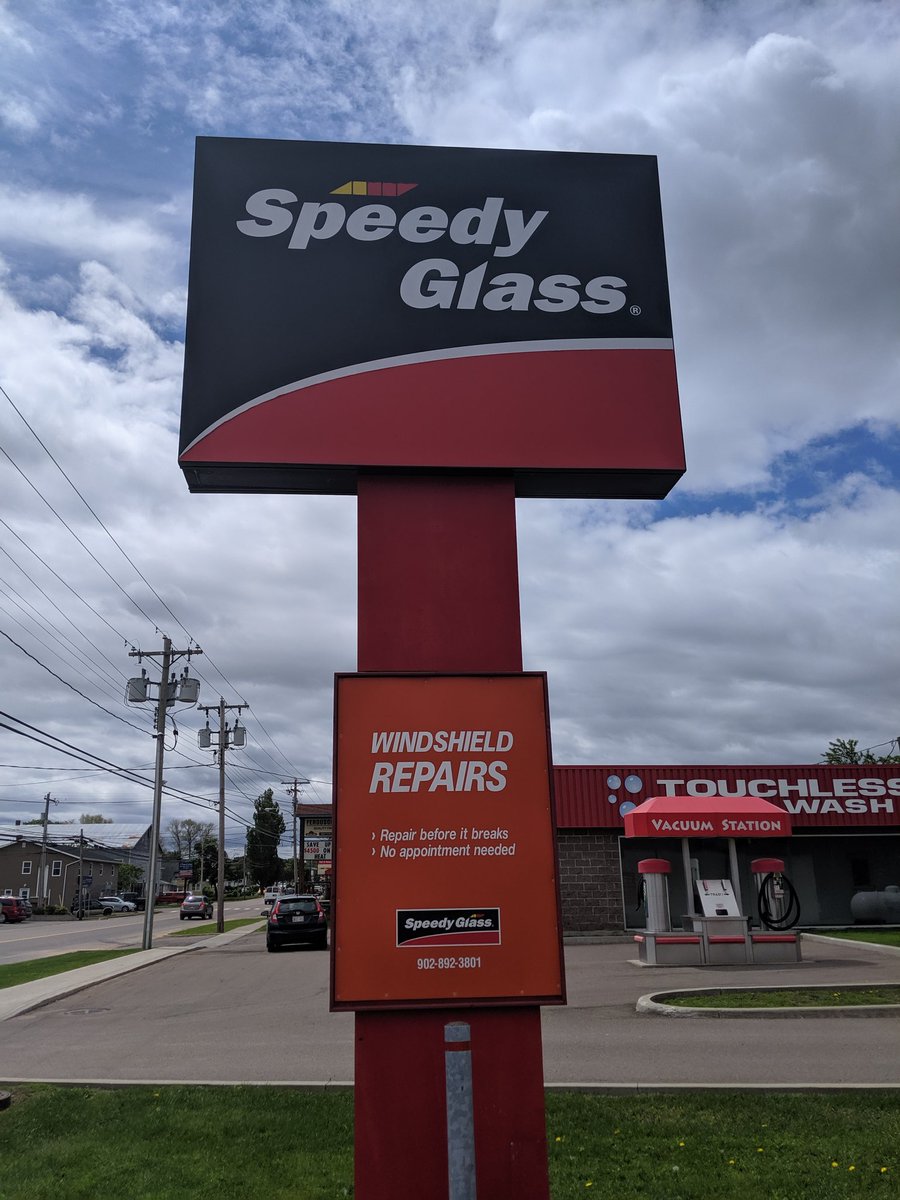 Speedy
Glass®
WINDSHIELD
REPAIRS
› Repair before it breaks
› No appointment needed
Speedy Glass
902-892-3801
TOUCHLESS
WASH
VACUUM STATION